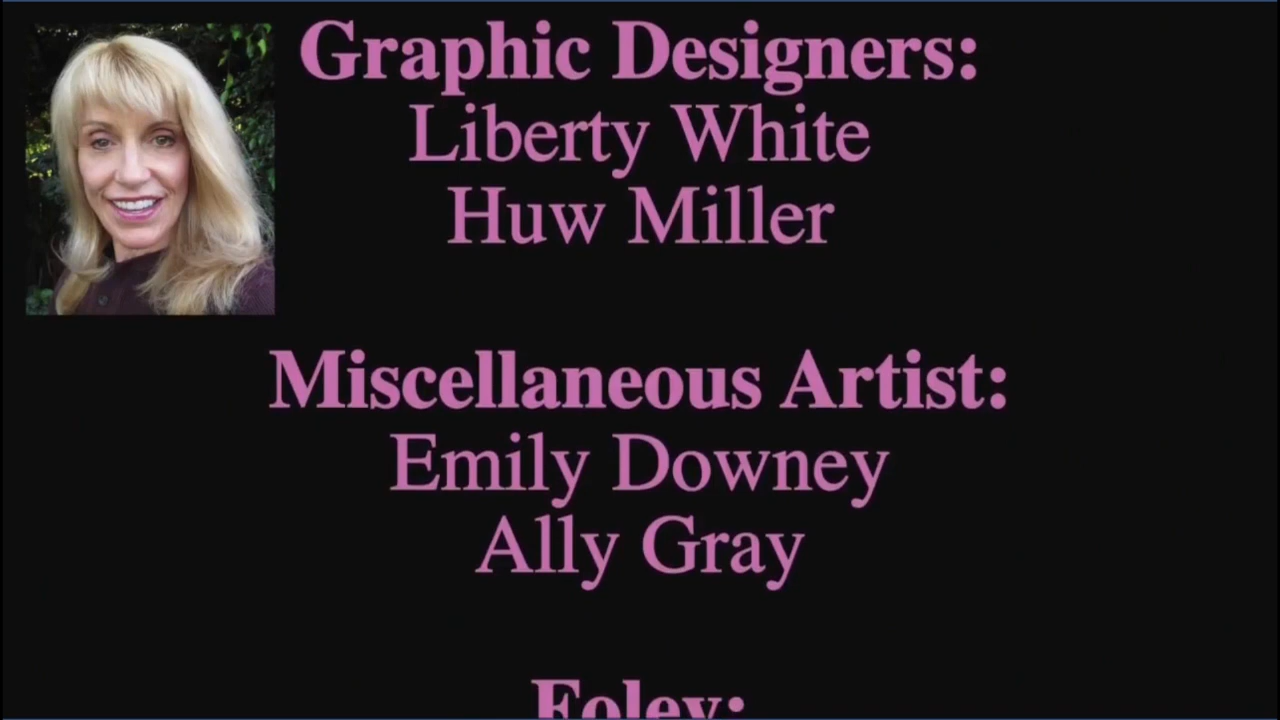 Graphic Designers:
Liberty White
Huw Miller
Miscellaneous Artist:
Emily Downey
Ally Gray
Foley: